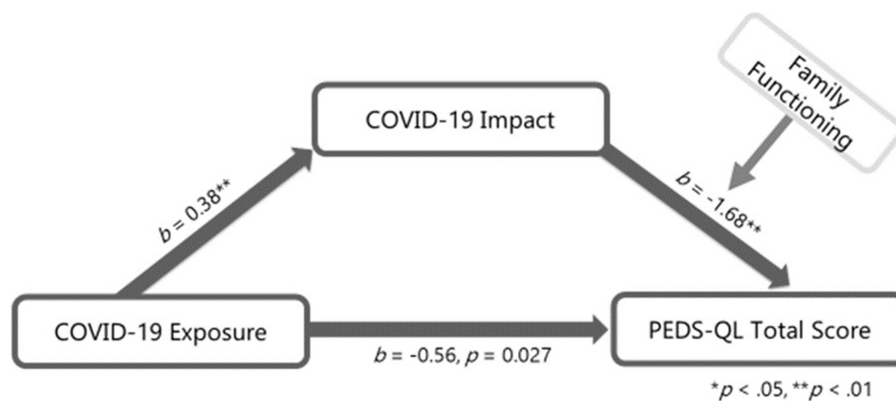 Family
Functioning
COVID-19 Impact
b = 0.38**
b = -1.68**
COVID-19 Exposure
PEDS-QL Total Score
b = -0.56, p = 0.027
*p < .05, **p < .01